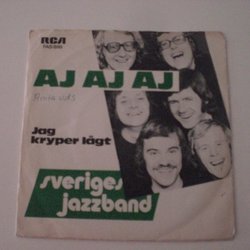 RCA
AJ AJ AJ
Jag
kryper lågt
sveriges
jazzband